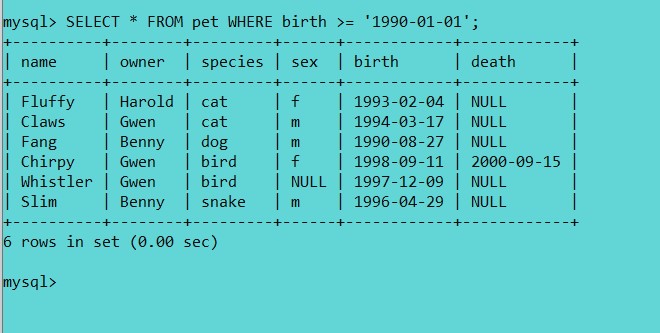 mysql> SELECT * FROM pet WHERE birth >= '1990-01-01';
+----------+--------+---------+------+------------+------------+
| name     | owner  | species | sex  | birth      | death      |
+----------+--------+---------+------+------------+------------+
| Fluffy   | Harold | cat     | f    | 1993-02-04 | NULL       |
| Claws    | Gwen   | cat     | m    | 1994-03-17 | NULL       |
| Fang     | Benny  | dog     | m    | 1990-08-27 | NULL       |
| Chirpy   | Gwen   | bird    | f    | 1998-09-11 | 2000-09-15 |
| Whistler | Gwen   | bird    | NULL | 1997-12-09 | NULL       |
| Slim     | Benny  | snake   | m    | 1996-04-29 | NULL       |
+----------+--------+---------+------+------------+------------+
6 rows in set (0.00 sec)
mysql>